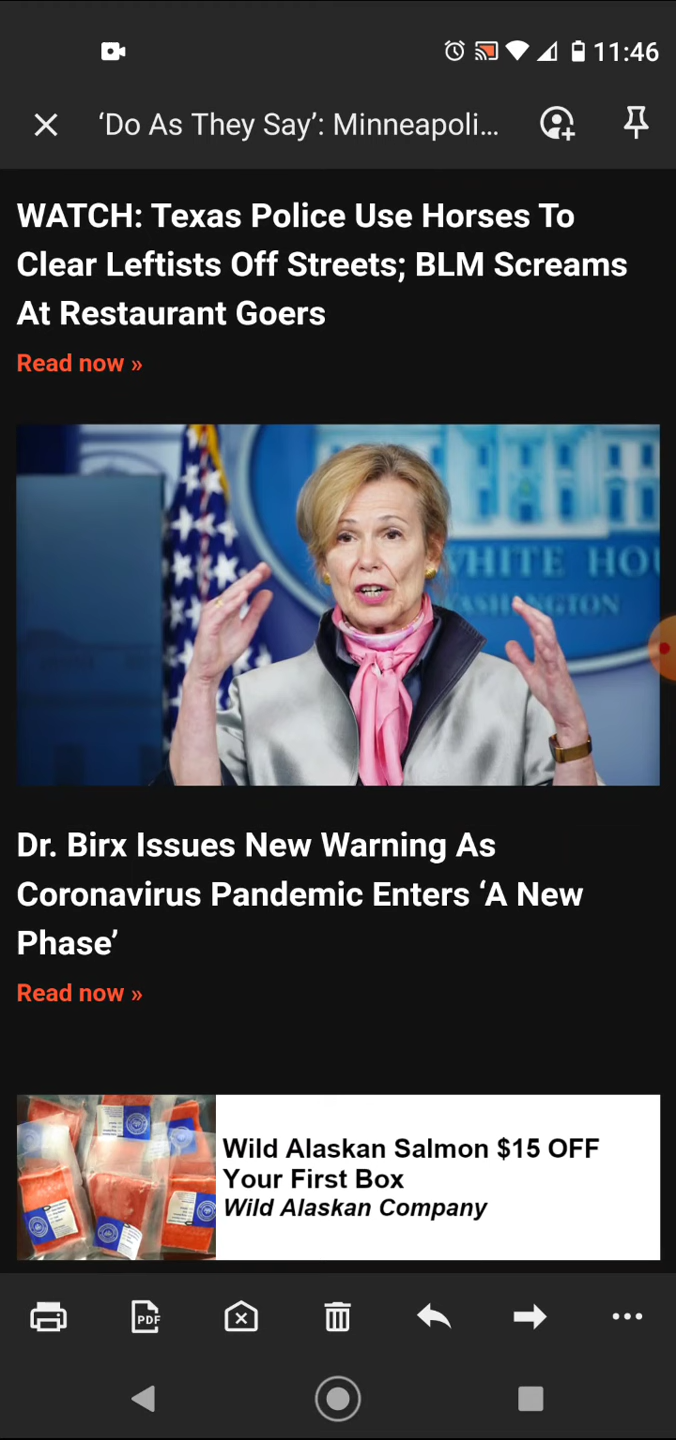 11:46
‘Do As They Say’: Minneapoli...
WATCH: Texas Police Use Horses To
Clear Leftists Off Streets; BLM Screams
At Restaurant Goers
Read now »
WHITE HOU
WASHINGTON
Dr. Birx Issues New Warning As
Coronavirus Pandemic Enters ‘A New
Phase’
Read now »
Wild Alaskan Salmon $15 OFF
Your First Box
Wild Alaskan Company
PDF